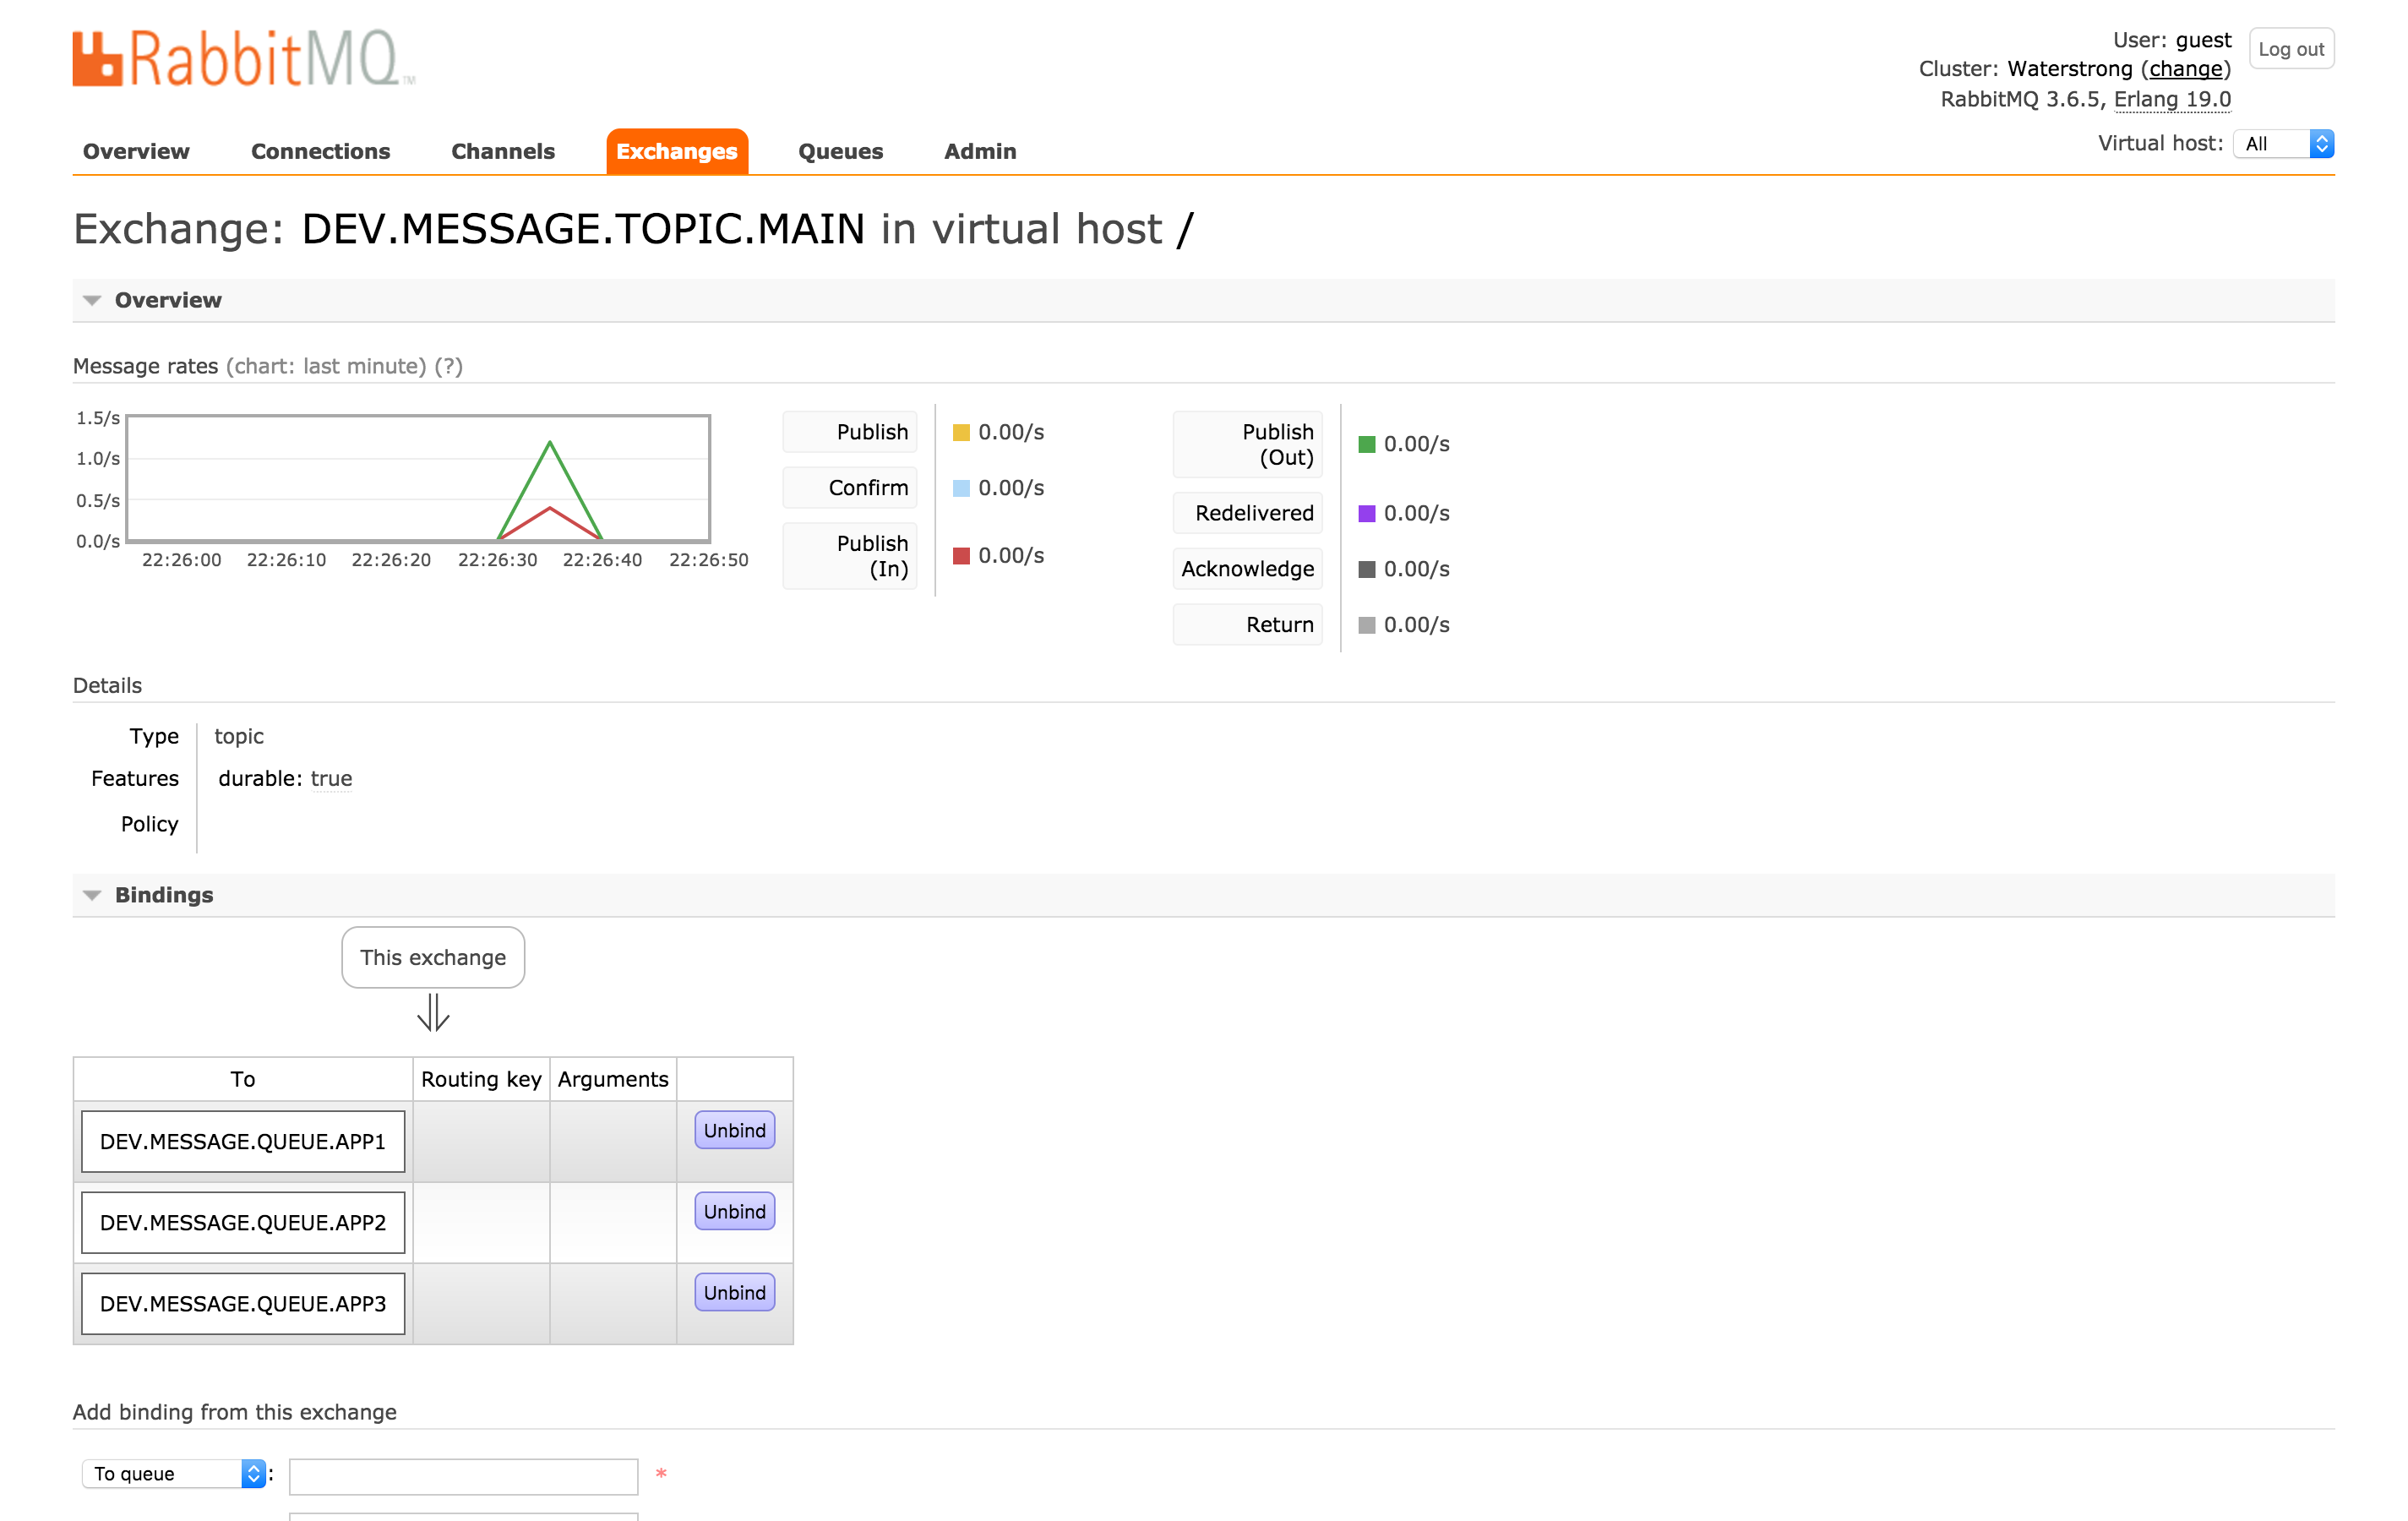 RabbitMQ™
User: guest
Log out
Cluster: Waterstrong (change)
RabbitMQ 3.6.5, Erlang 19.0
Virtual host: All
Overview Connections Channels Exchanges Queues Admin
Exchange: DEV.MESSAGE.TOPIC.MAIN in virtual host /
Overview
Message rates (chart: last minute) (?)
1.5/s
1.0/s
0.5/s
0.0/s
22:26:00 22:26:10 22:26:20 22:26:30 22:26:40 22:26:50
Publish 0.00/s
Confirm 0.00/s
Publish
(In) 0.00/s
Publish
(Out) 0.00/s
Redelivered 0.00/s
Acknowledge 0.00/s
Return 0.00/s
Details
Type topic
Features durable: true
Policy
Bindings
This exchange
To Routing key Arguments
DEV.MESSAGE.QUEUE.APP1 Unbind
DEV.MESSAGE.QUEUE.APP2 Unbind
DEV.MESSAGE.QUEUE.APP3 Unbind
Add binding from this exchange
To queue : *